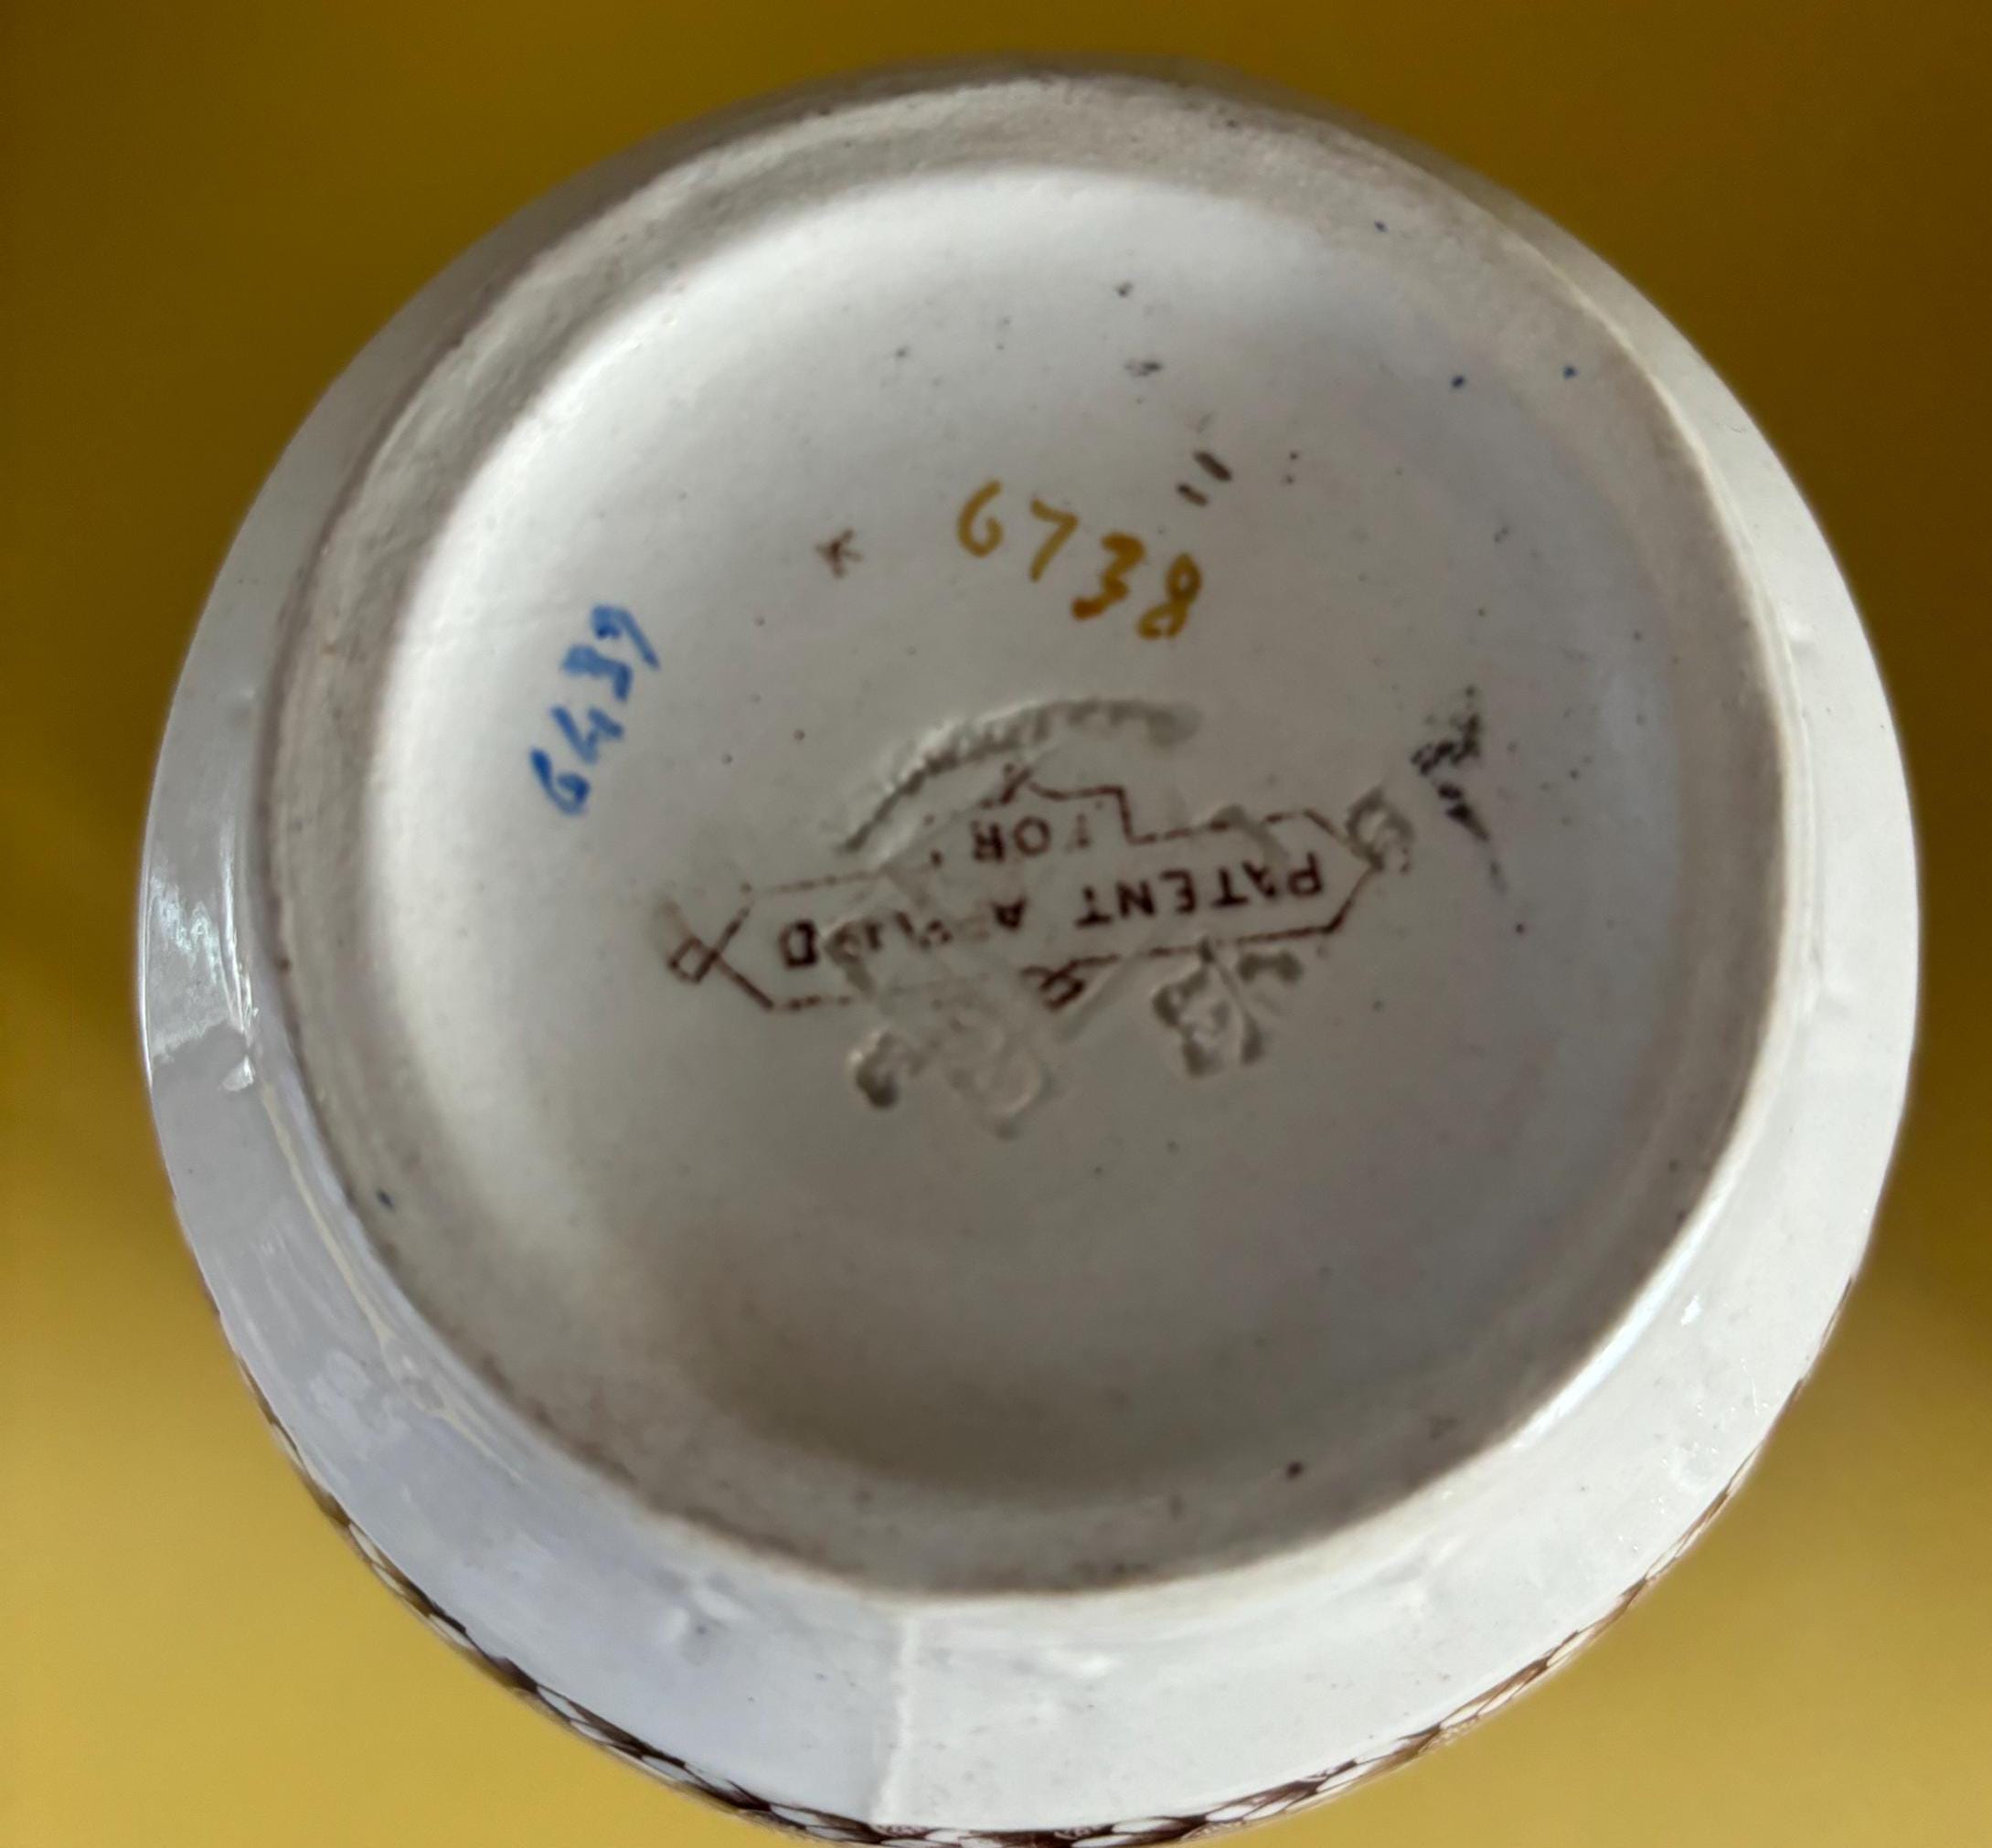 6738
K
6439
PATENT APPLIED
FOR